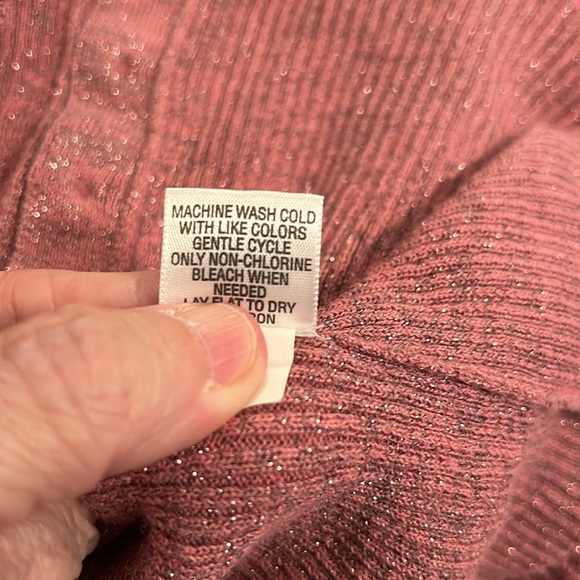 MACHINE WASH COLD
WITH LIKE COLORS
GENTLE CYCLE
ONLY NON-CHLORINE
BLEACH WHEN
NEEDED
LAY FLAT TO DRY